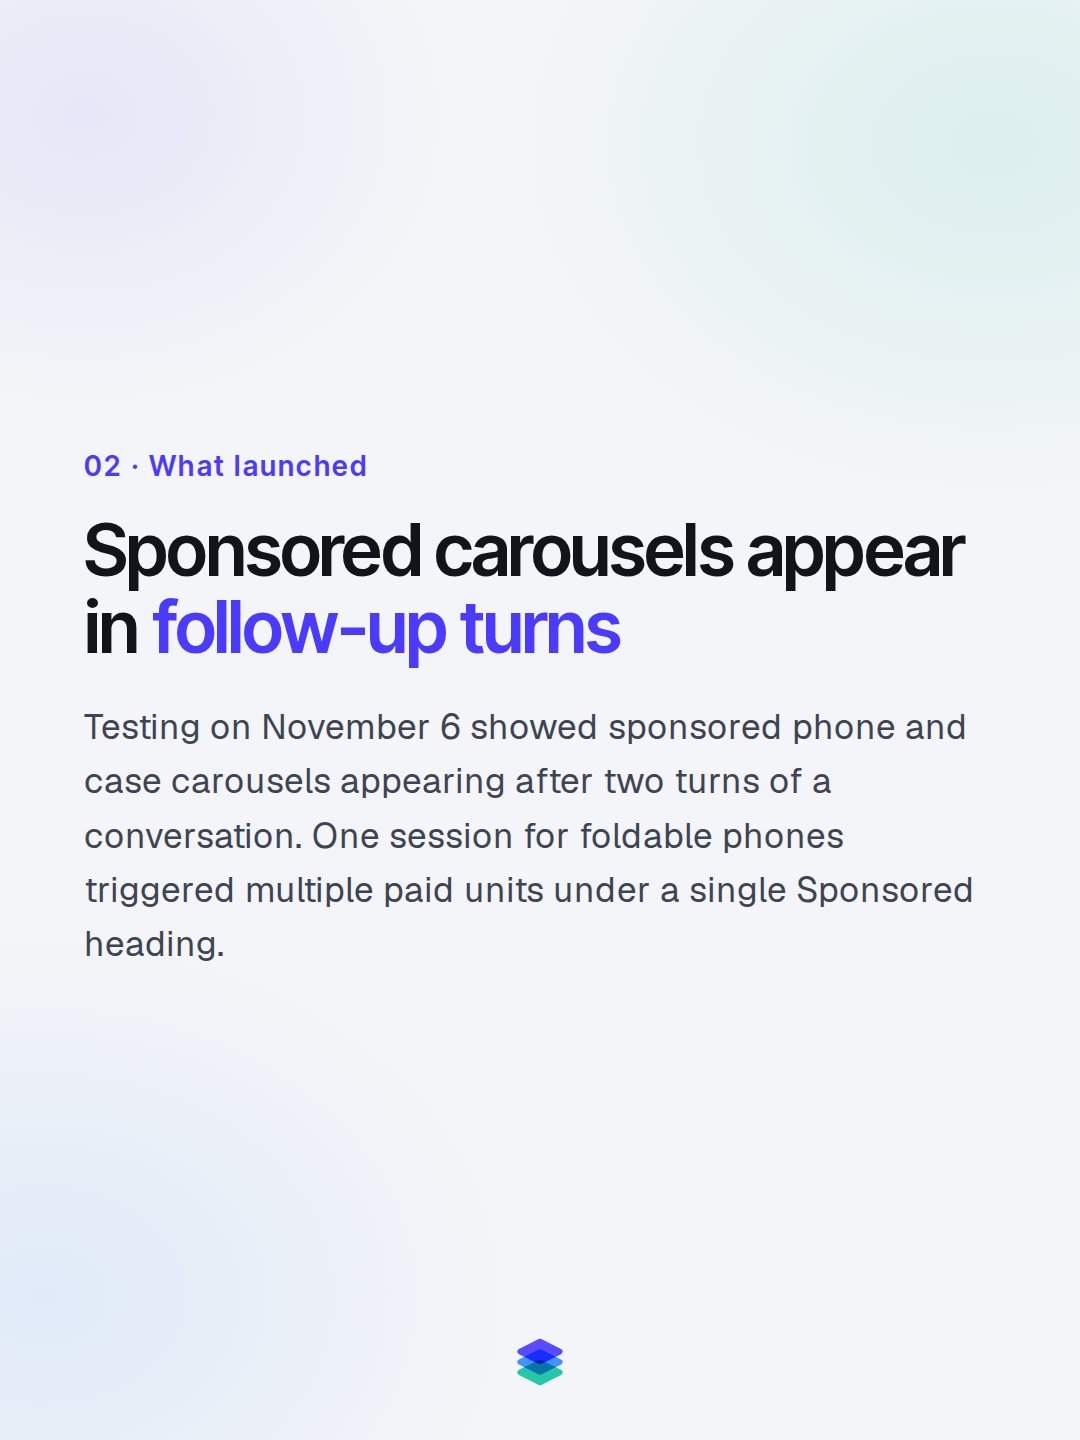 02 · What launched
Sponsored carousels appear
in follow-up turns
Testing on November 6 showed sponsored phone and
case carousels appearing after two turns of a
conversation. One session for foldable phones
triggered multiple paid units under a single Sponsored
heading.